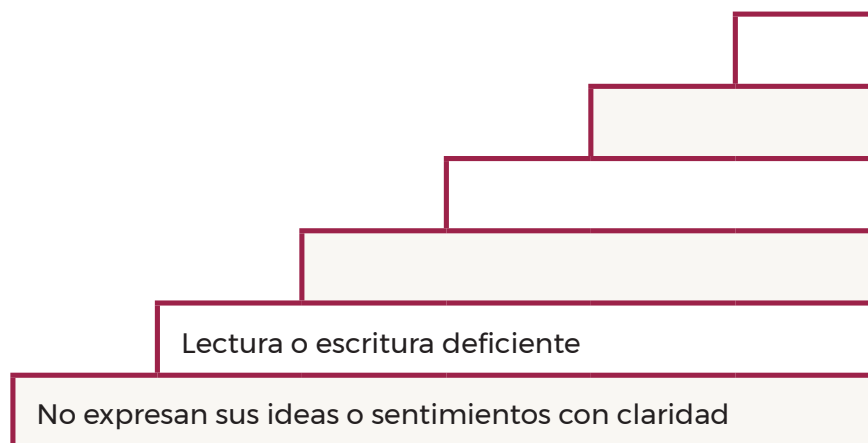 Lectura o escritura deficiente
No expresan sus ideas o sentimientos con claridad